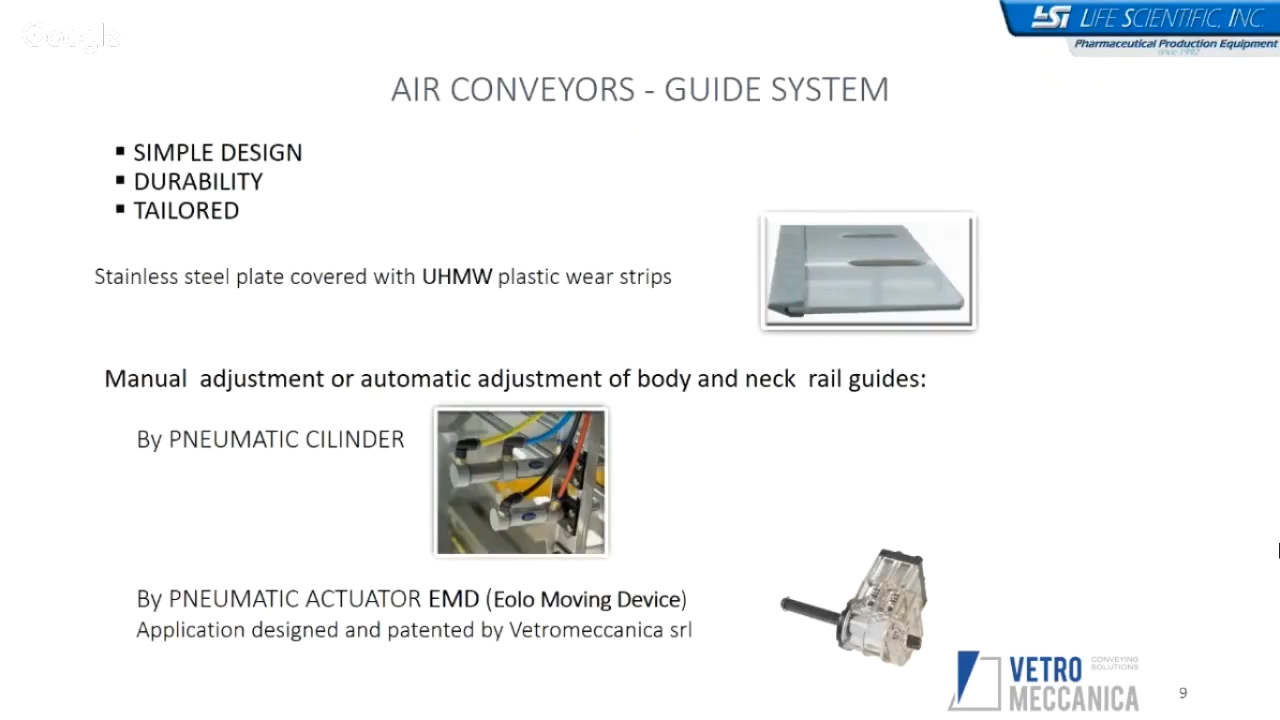 Google
LSI LIFE SCIENTIFIC, INC.
Pharmaceutical Production Equipment
since 1992
AIR CONVEYORS - GUIDE SYSTEM
▪ SIMPLE DESIGN
▪ DURABILITY
▪ TAILORED
Stainless steel plate covered with UHMW plastic wear strips
Manual adjustment or automatic adjustment of body and neck rail guides:
By PNEUMATIC CILINDER
By PNEUMATIC ACTUATOR EMD (Eolo Moving Device)
Application designed and patented by Vetromeccanica srl
VETRO
MECCANICA
CONVEYING
SOLUTIONS
9